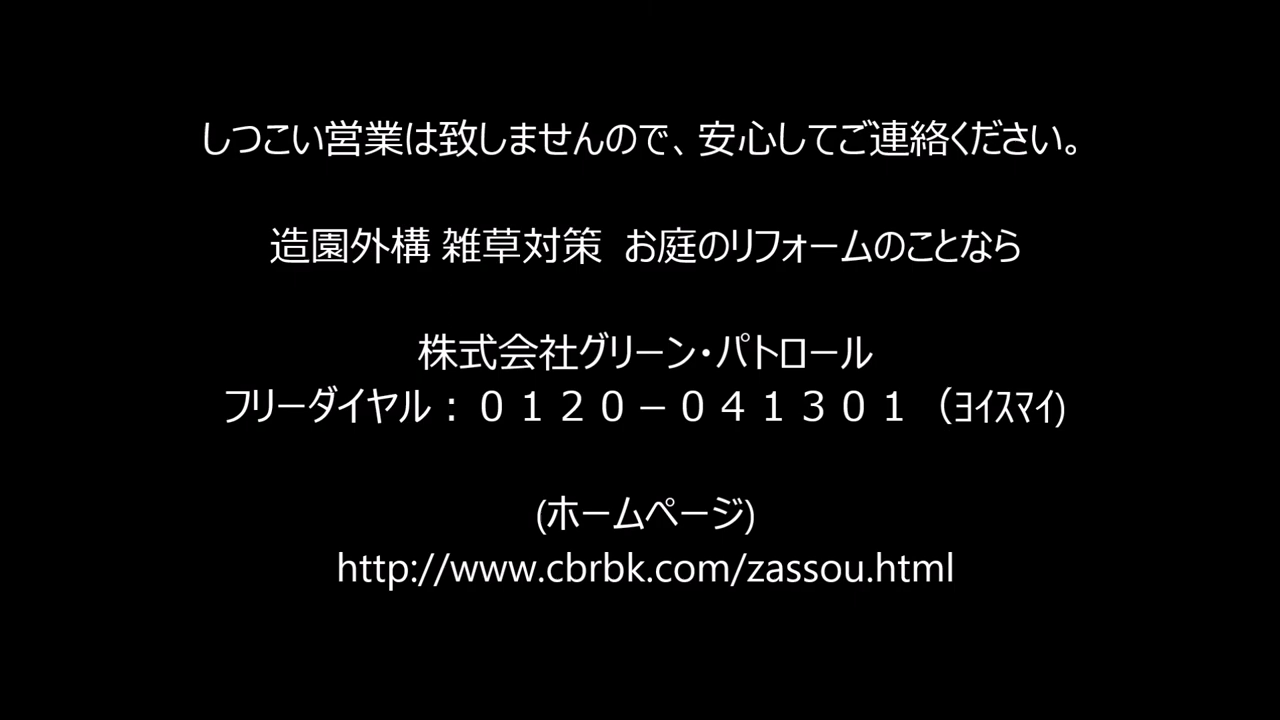 しつこい営業は致しませんので、安心してご連絡ください。
造園外構 雑草対策  お庭のリフォームのことなら
株式会社グリーン・パトロール
フリーダイヤル：０１２０－０４１３０１ （ﾖｲｽﾏｲ)
(ホームページ)
http://www.cbrbk.com/zassou.html